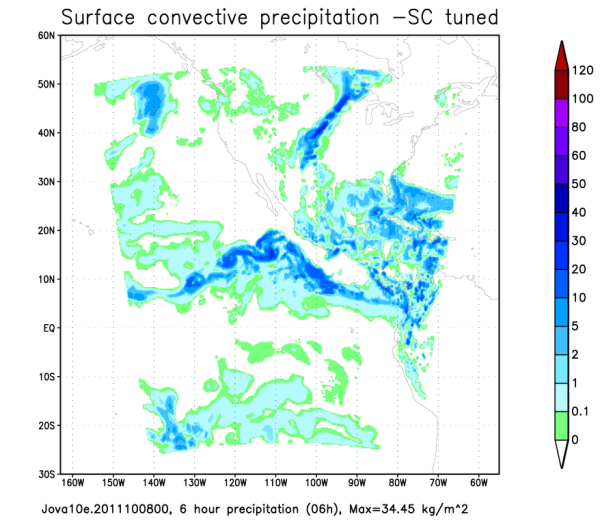 Surface convective precipitation –SC tuned
60N
50N
40N
30N
20N
10N
EQ
10S
20S
30S
160W 150W 140W 130W 120W 110W 100W 90W 80W 70W 60W
120
100
80
70
60
50
40
30
20
10
5
2
1
0.1
0
Jova10e.2011100800, 6 hour precipitation (06h), Max=34.45 kg/m^2